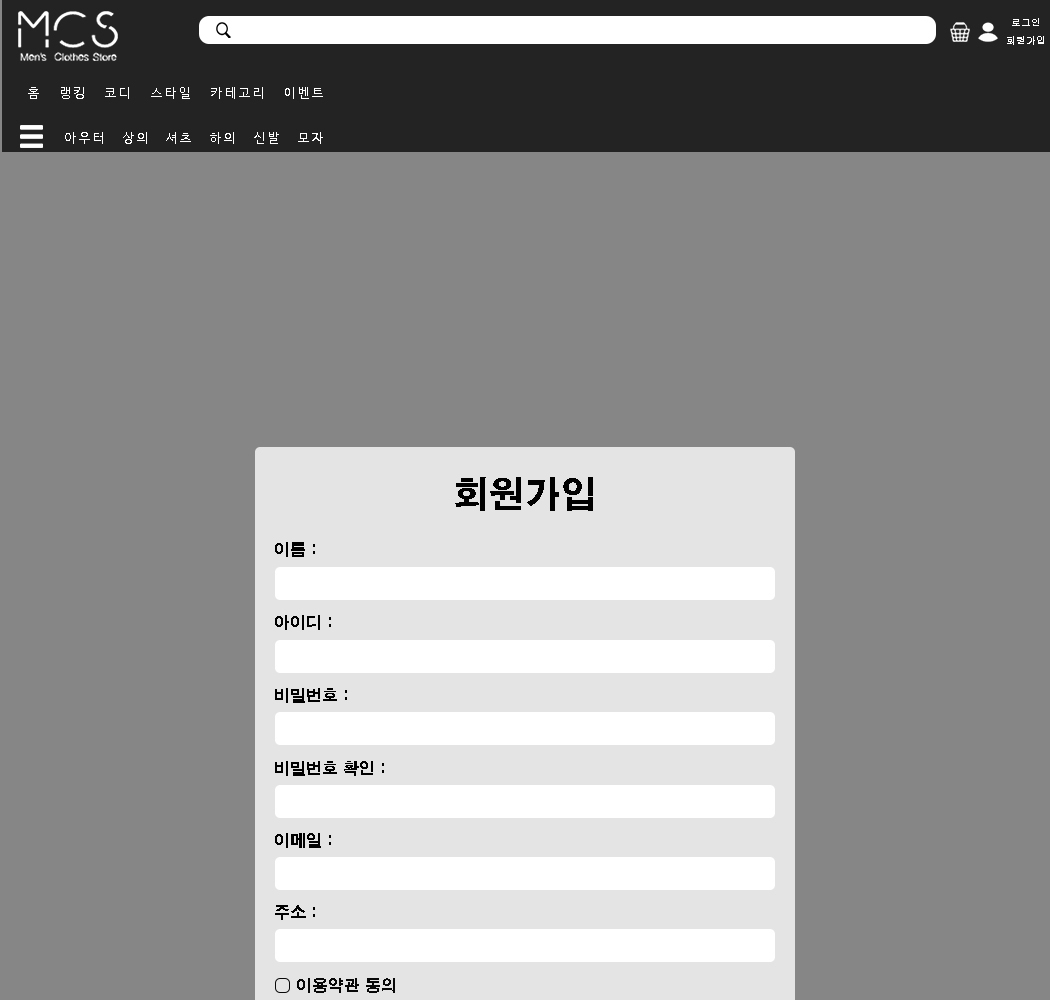 MCS
Men's Clothes Store
로그인
회원가입
홈 랭킹 코디 스타일 카테고리 이벤트
아우터 상의 셔츠 하의 신발 모자
회원가입
이름 :
아이디 :
비밀번호 :
비밀번호 확인 :
이메일 :
주소 :
이용약관 동의